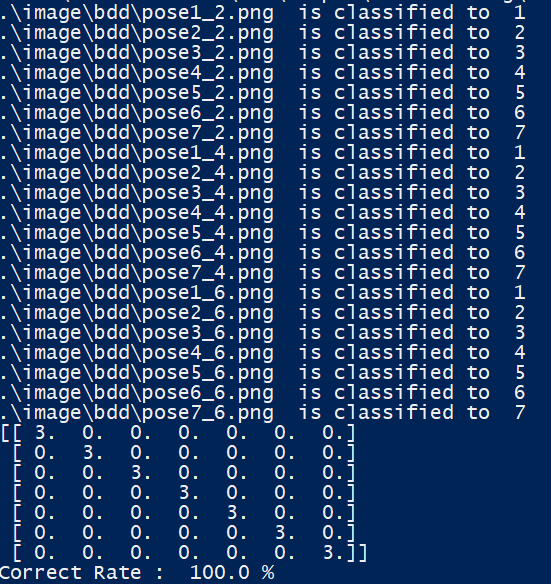 .\image\bdd\pose1_2.png  is classified to  1
.\image\bdd\pose2_2.png  is classified to  2
.\image\bdd\pose3_2.png  is classified to  3
.\image\bdd\pose4_2.png  is classified to  4
.\image\bdd\pose5_2.png  is classified to  5
.\image\bdd\pose6_2.png  is classified to  6
.\image\bdd\pose7_2.png  is classified to  7
.\image\bdd\pose1_4.png  is classified to  1
.\image\bdd\pose2_4.png  is classified to  2
.\image\bdd\pose3_4.png  is classified to  3
.\image\bdd\pose4_4.png  is classified to  4
.\image\bdd\pose5_4.png  is classified to  5
.\image\bdd\pose6_4.png  is classified to  6
.\image\bdd\pose7_4.png  is classified to  7
.\image\bdd\pose1_6.png  is classified to  1
.\image\bdd\pose2_6.png  is classified to  2
.\image\bdd\pose3_6.png  is classified to  3
.\image\bdd\pose4_6.png  is classified to  4
.\image\bdd\pose5_6.png  is classified to  5
.\image\bdd\pose6_6.png  is classified to  6
.\image\bdd\pose7_6.png  is classified to  7
[[ 3.  0.  0.  0.  0.  0.  0.]
 [ 0.  3.  0.  0.  0.  0.  0.]
 [ 0.  0.  3.  0.  0.  0.  0.]
 [ 0.  0.  0.  3.  0.  0.  0.]
 [ 0.  0.  0.  0.  3.  0.  0.]
 [ 0.  0.  0.  0.  0.  3.  0.]
 [ 0.  0.  0.  0.  0.  0.  3.]]
Correct Rate :  100.0 %